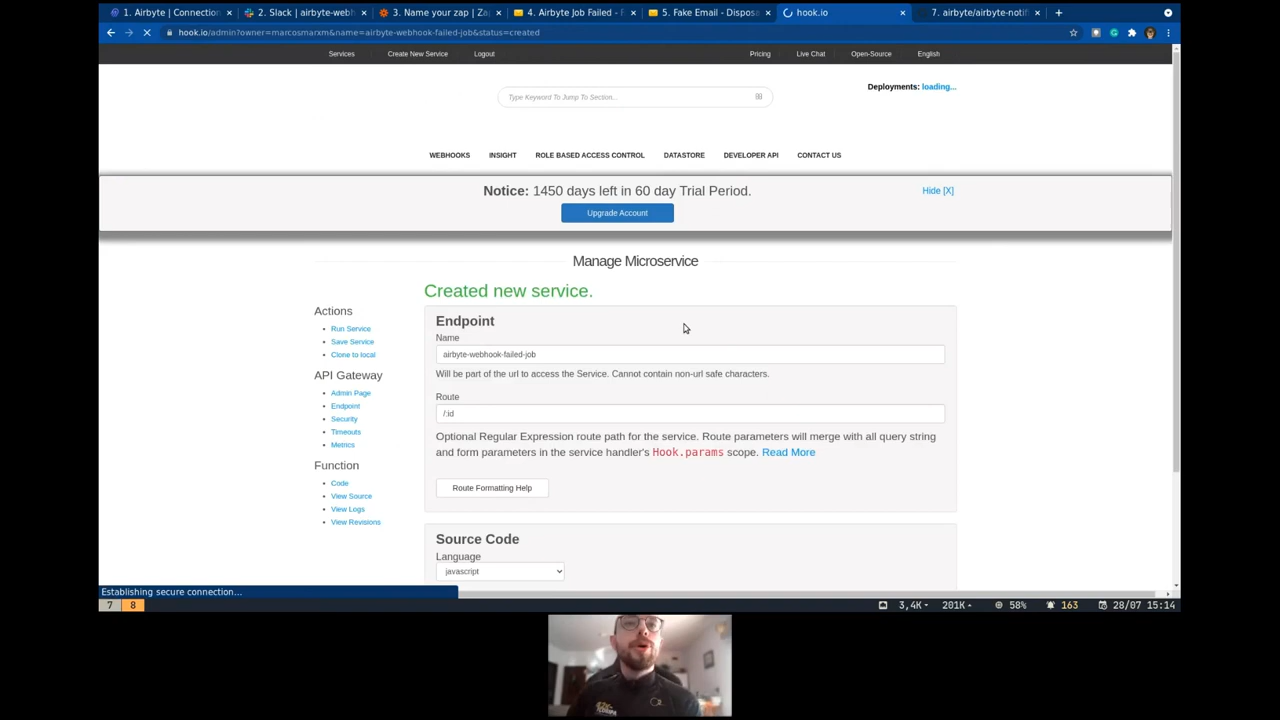 1. Airbyte | Connection
2. Slack | airbyte-webh
3. Name your zap | Za
4. Airbyte Job Failed - R
5. Fake Email - Disposa
hook.io
7. airbyte/airbyte-notif
hook.io/admin?owner=marcosmarxm&name=airbyte-webhook-failed-job&status=created
Services Create New Service Logout Pricing Live Chat Open-Source English
Deployments: loading...
Type Keyword To Jump To Section...
WEBHOOKS INSIGHT ROLE BASED ACCESS CONTROL DATASTORE DEVELOPER API CONTACT US
Notice: 1450 days left in 60 day Trial Period.
Hide [X]
Upgrade Account
Manage Microservice
Created new service.
Actions
Run Service
Save Service
Clone to local
API Gateway
Admin Page
Endpoint
Security
Timeouts
Metrics
Function
Code
View Source
View Logs
View Revisions
Endpoint
Name
airbyte-webhook-failed-job
Will be part of the url to access the Service. Cannot contain non-url safe characters.
Route
/:id
Optional Regular Expression route path for the service. Route parameters will merge with all query string
and form parameters in the service handler's Hook.params scope. Read More
Route Formatting Help
Source Code
Language
javascript
Establishing secure connection...
7 8 3,4K 201K 58% 163 28/07 15:14